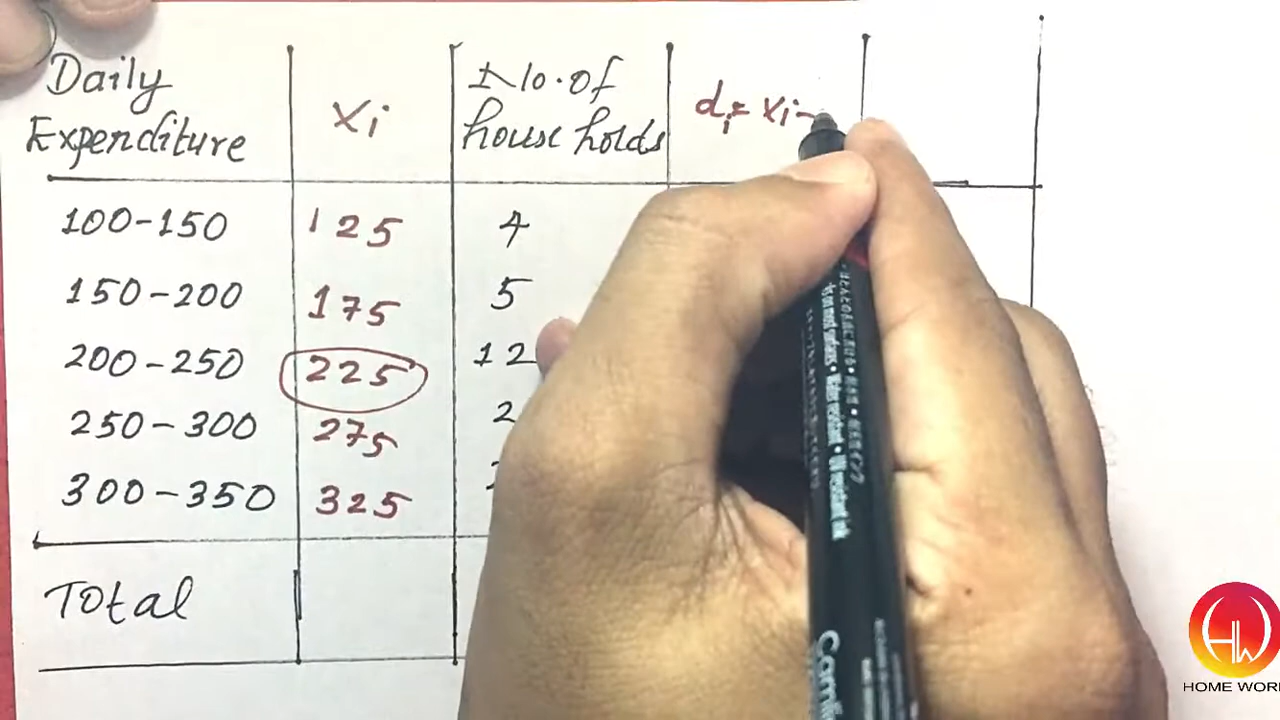 Daily Expenditure | xi | No. of house holds | di = xi -
100-150 | 125 | 4
150-200 | 175 | 5
200-250 | 225 | 12
250-300 | 275 | 2
300-350 | 325
Total
HOME WOR